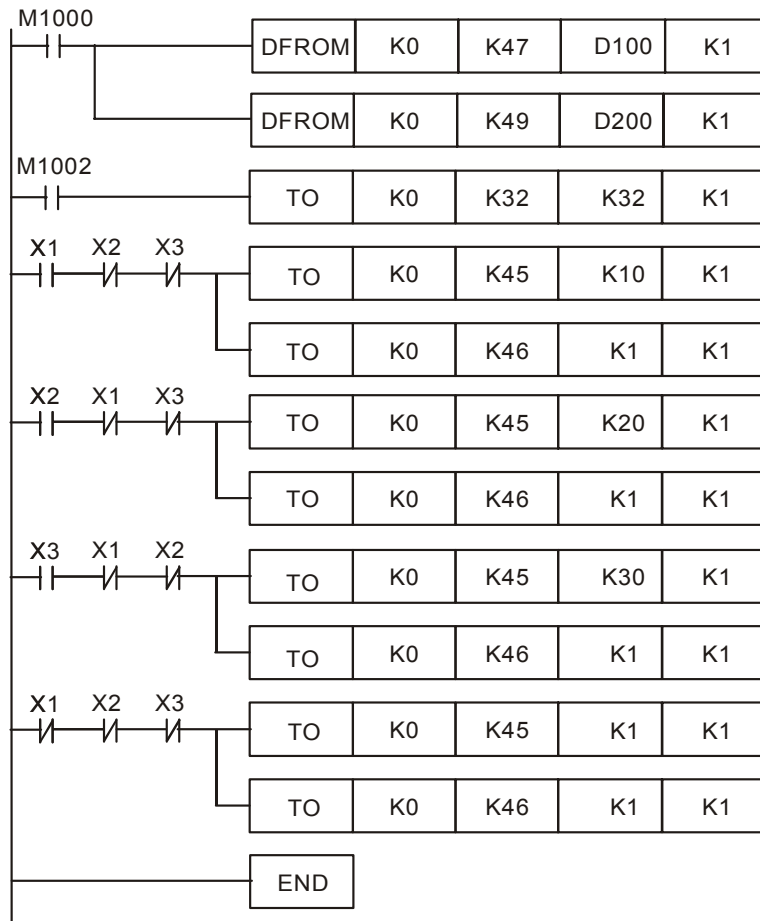 M1000
DFROM K0 K47 D100 K1
DFROM K0 K49 D200 K1
M1002
TO K0 K32 K32 K1
X1 X2 X3
TO K0 K45 K10 K1
TO K0 K46 K1 K1
X2 X1 X3
TO K0 K45 K20 K1
TO K0 K46 K1 K1
X3 X1 X2
TO K0 K45 K30 K1
TO K0 K46 K1 K1
X1 X2 X3
TO K0 K45 K1 K1
TO K0 K46 K1 K1
END